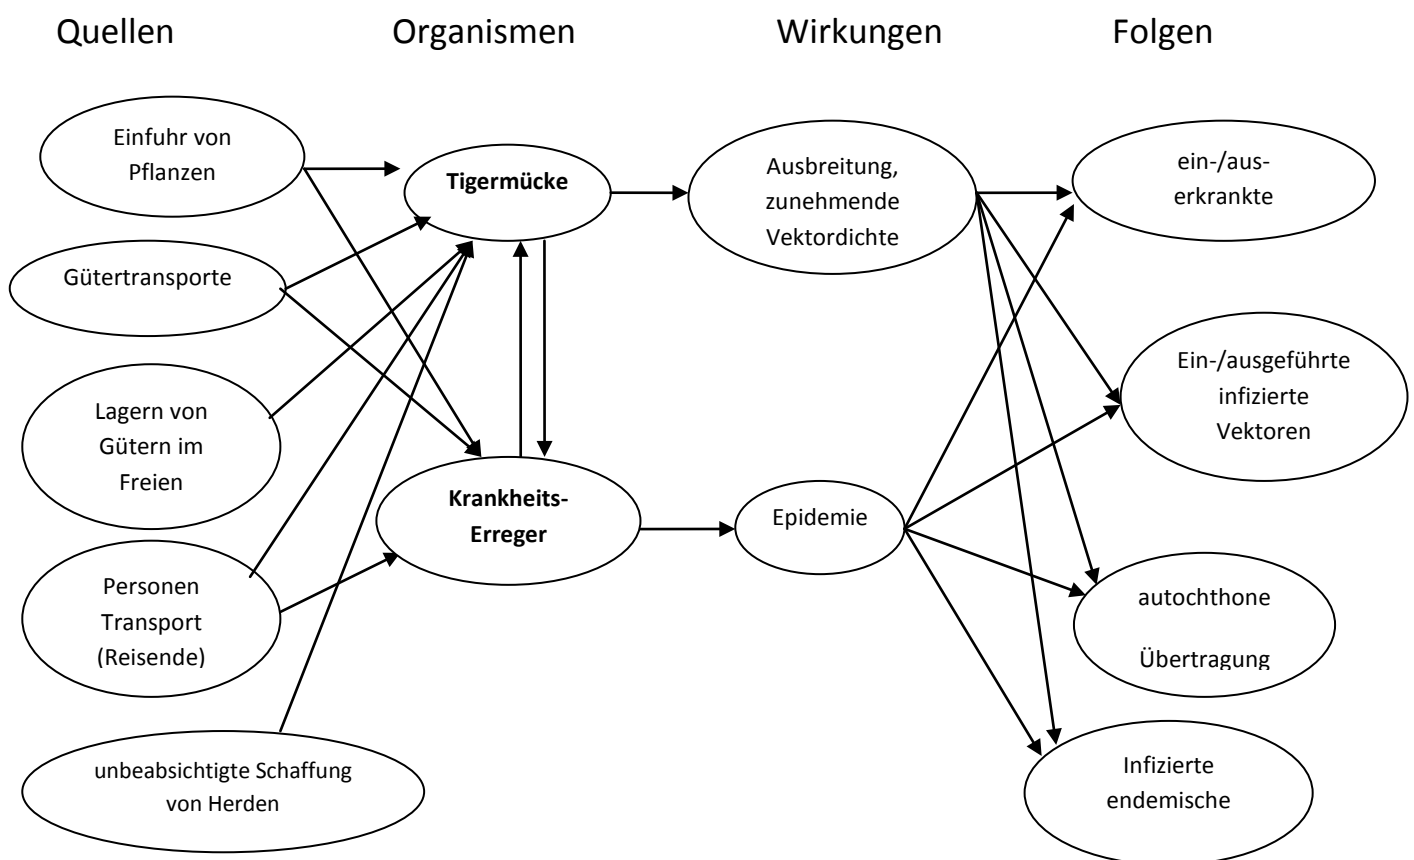 Quellen
Organismen
Wirkungen
Folgen
Einfuhr von
Pflanzen
Gütertransporte
Lagern von
Gütern im
Freien
Personen
Transport
(Reisende)
unbeabsichtigte Schaffung
von Herden
Tigermücke
Krankheits-
Erreger
Ausbreitung,
zunehmende
Vektordichte
Epidemie
ein-/aus-
erkrankte
Ein-/ausgeführte
infizierte
Vektoren
autochthone
Übertragung
Infizierte
endemische